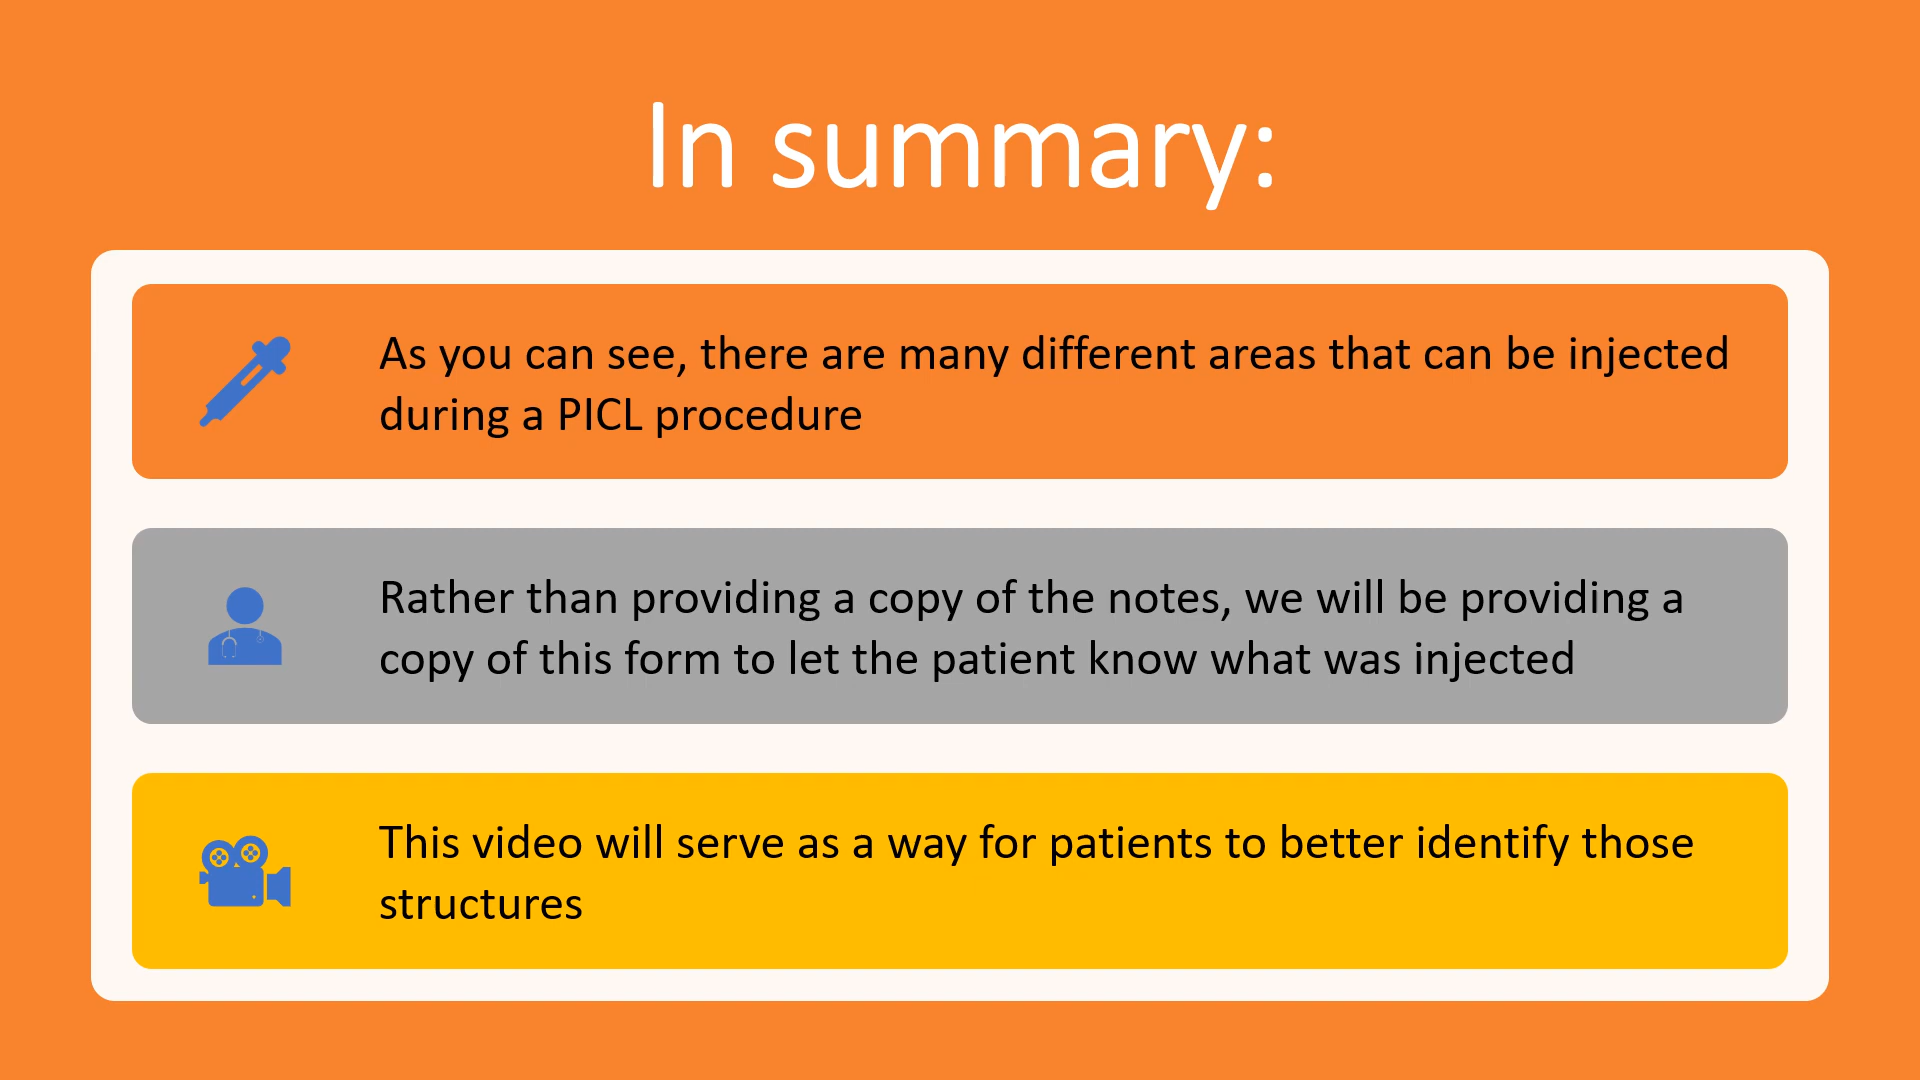 In summary:
As you can see, there are many different areas that can be injected
during a PICL procedure
Rather than providing a copy of the notes, we will be providing a
copy of this form to let the patient know what was injected
This video will serve as a way for patients to better identify those
structures